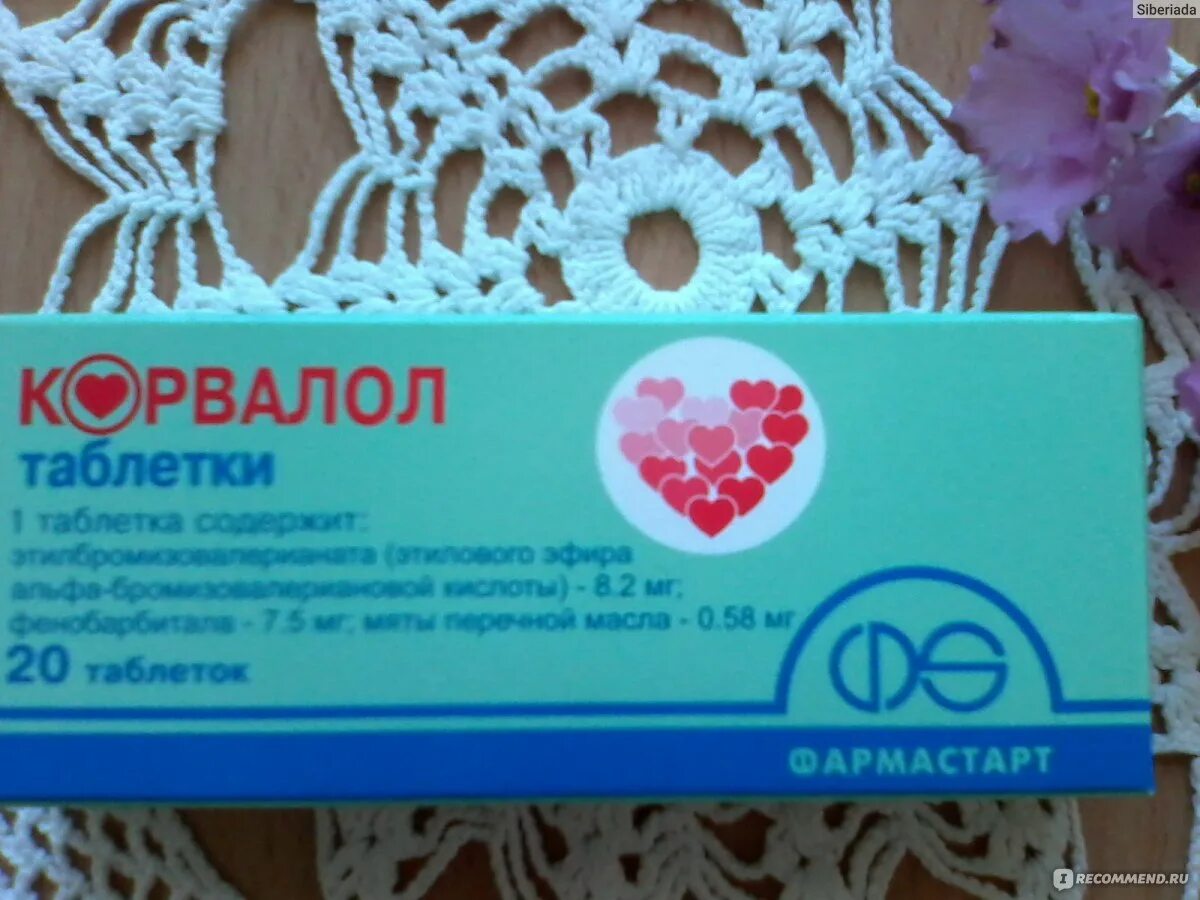 Siberiada
КОРВАЛОЛ
таблетки
1 таблетка содержит:
этилбромизовалерианата (этилового эфира
альфа-бромизовалериановой кислоты) - 8.2 мг;
фенобарбитала - 7.5 мг; мяты перечной масла - 0.58 мг
20 таблеток
ФS
ФАРМАСТАРТ
I RECOMMEND.RU